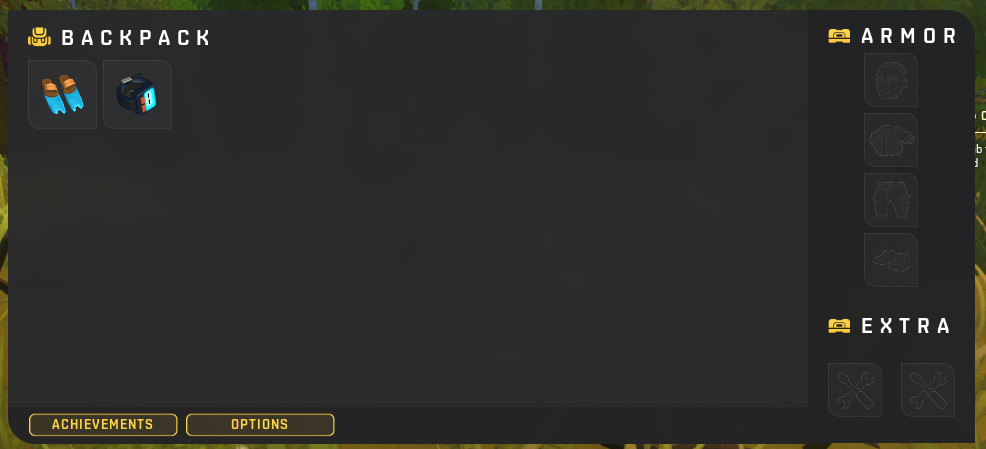 BACKPACK
ARMOR
EXTRA
ACHIEVEMENTS
OPTIONS